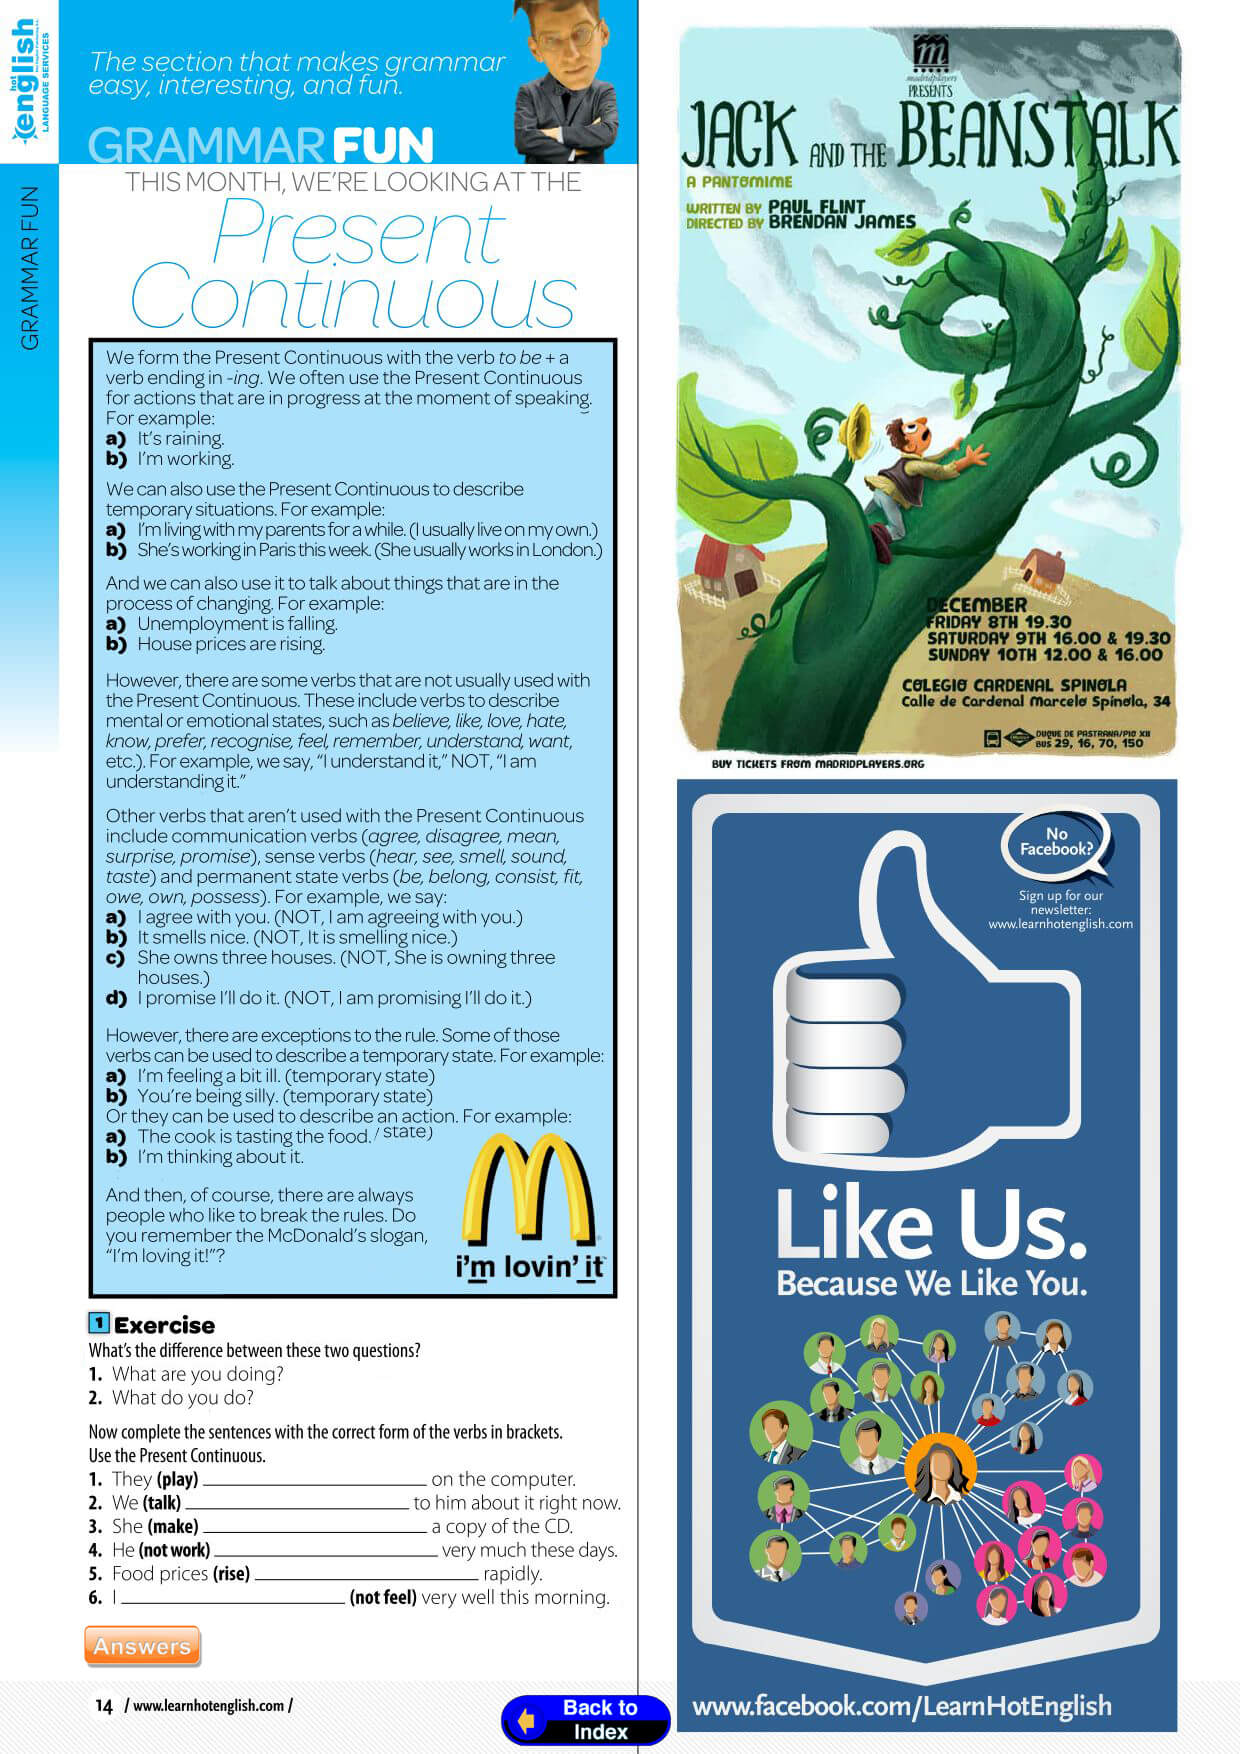 hot
english
LANGUAGE SERVICES
GRAMMAR FUN
The section that makes grammar
easy, interesting, and fun.
GRAMMAR FUN
THIS MONTH, WE'RE LOOKING AT THE
Present
Continuous
We form the Present Continuous with the verb to be + a
verb ending in -ing. We often use the Present Continuous
for actions that are in progress at the moment of speaking.
For example:
a) It's raining.
b) I'm working.
We can also use the Present Continuous to describe
temporary situations. For example:
a) I'm living with my parents for a while. (I usually live on my own.)
b) She's working in Paris this week. (She usually works in London.)
And we can also use it to talk about things that are in the
process of changing. For example:
a) Unemployment is falling.
b) House prices are rising.
However, there are some verbs that are not usually used with
the Present Continuous. These include verbs to describe
mental or emotional states, such as believe, like, love, hate,
know, prefer, recognise, feel, remember, understand, want,
etc.). For example, we say, "I understand it," NOT, "I am
understanding it."
Other verbs that aren't used with the Present Continuous
include communication verbs (agree, disagree, mean,
surprise, promise), sense verbs (hear, see, smell, sound,
taste) and permanent state verbs (be, belong, consist, fit,
owe, own, possess). For example, we say:
a) I agree with you. (NOT, I am agreeing with you.)
b) It smells nice. (NOT, It is smelling nice.)
c) She owns three houses. (NOT, She is owning three
houses.)
d) I promise I'll do it. (NOT, I am promising I'll do it.)
However, there are exceptions to the rule. Some of those
verbs can be used to describe a temporary state. For example:
a) I'm feeling a bit ill. (temporary state)
b) You're being silly. (temporary state)
Or they can be used to describe an action. For example:
a) The cook is tasting the food. / state)
b) I'm thinking about it.
And then, of course, there are always
people who like to break the rules. Do
you remember the McDonald's slogan,
"I'm loving it!"?
i'm lovin' it™
1 Exercise
What's the difference between these two questions?
1. What are you doing?
2. What do you do?
Now complete the sentences with the correct form of the verbs in brackets.
Use the Present Continuous.
1. They (play) ____ on the computer.
2. We (talk) ____ to him about it right now.
3. She (make) ____ a copy of the CD.
4. He (not work) ____ very much these days.
5. Food prices (rise) ____ rapidly.
6. I ____ (not feel) very well this morning.
Answers
14 / www.learnhotenglish.com /
Back to
Index
m
madridplayers
PRESENTS
JACK AND THE BEANSTALK
A PANTOMIME
WRITTEN BY PAUL FLINT
DIRECTED BY BRENDAN JAMES
DECEMBER
FRIDAY 8TH 19.30
SATURDAY 9TH 16.00 & 19.30
SUNDAY 10TH 12.00 & 16.00
COLEGIO CARDENAL SPINOLA
Calle de Cardenal Marcelo Spínola, 34
DUQUE DE PASTRANA/PIO XII
BUS 29, 16, 70, 150
BUY TICKETS FROM MADRIDPLAYERS.ORG
No
Facebook?
Sign up for our
newsletter:
www.learnhotenglish.com
Like Us.
Because We Like You.
www.facebook.com/LearnHotEnglish